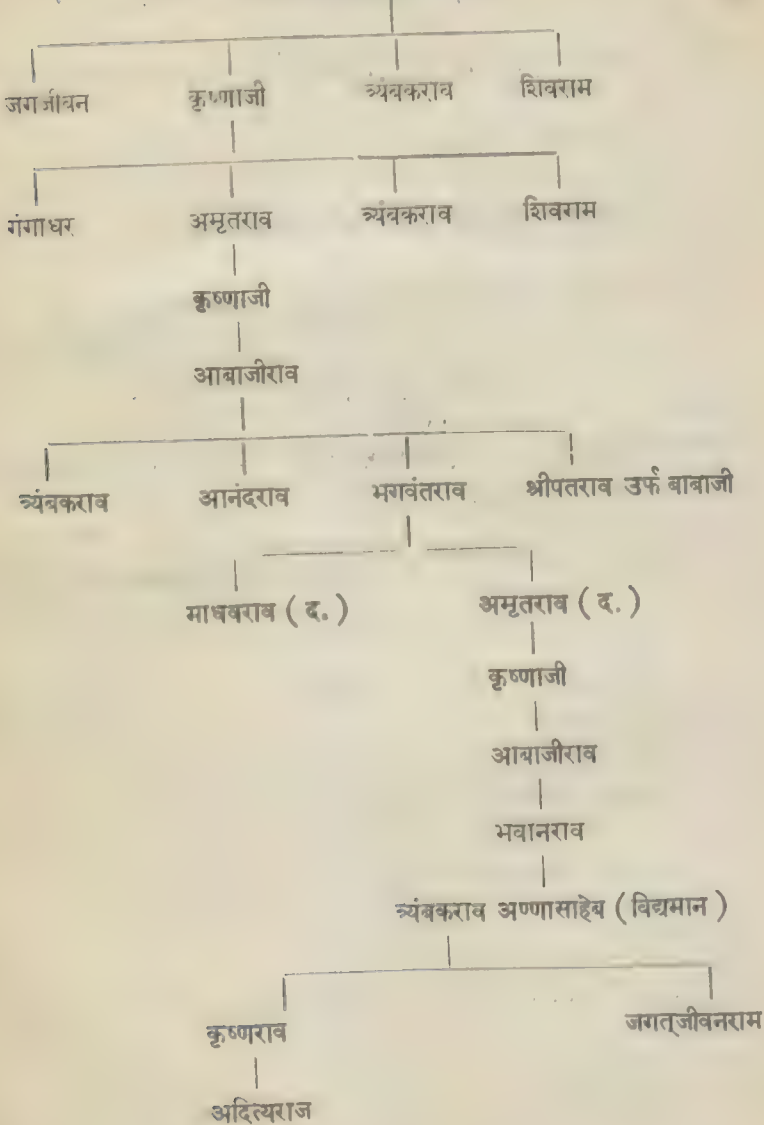 जगजीवन कृष्णाजी त्र्यंबकराव शिवराम
गंगाधर अमृतराव त्र्यंबकराव शिवराम
कृष्णाजी
आबाजीराव
त्र्यंबकराव आनंदराव भगवंतराव श्रीपतराव उर्फ बाबाजी
माधवराव ( द. ) अमृतराव ( द. )
कृष्णाजी
आबाजीराव
भवानराव
त्र्यंबकराव अण्णासाहेब ( विद्यमान )
कृष्णराव जगत्‌जीवनराम
अदित्यराज